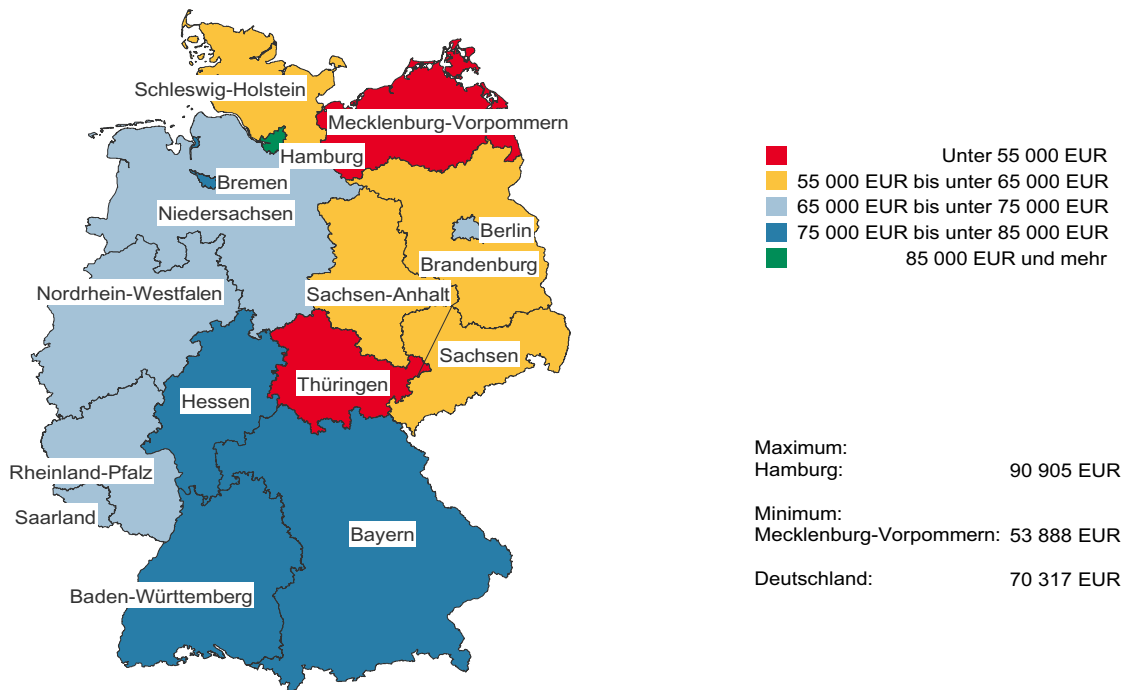 Schleswig-Holstein
Mecklenburg-Vorpommern
Hamburg
Bremen
Niedersachsen
Berlin
Brandenburg
Nordrhein-Westfalen
Sachsen-Anhalt
Sachsen
Thüringen
Hessen
Rheinland-Pfalz
Saarland
Bayern
Baden-Württemberg
Unter 55 000 EUR
55 000 EUR bis unter 65 000 EUR
65 000 EUR bis unter 75 000 EUR
75 000 EUR bis unter 85 000 EUR
85 000 EUR und mehr
Maximum:
Hamburg: 90 905 EUR
Minimum:
Mecklenburg-Vorpommern: 53 888 EUR
Deutschland: 70 317 EUR